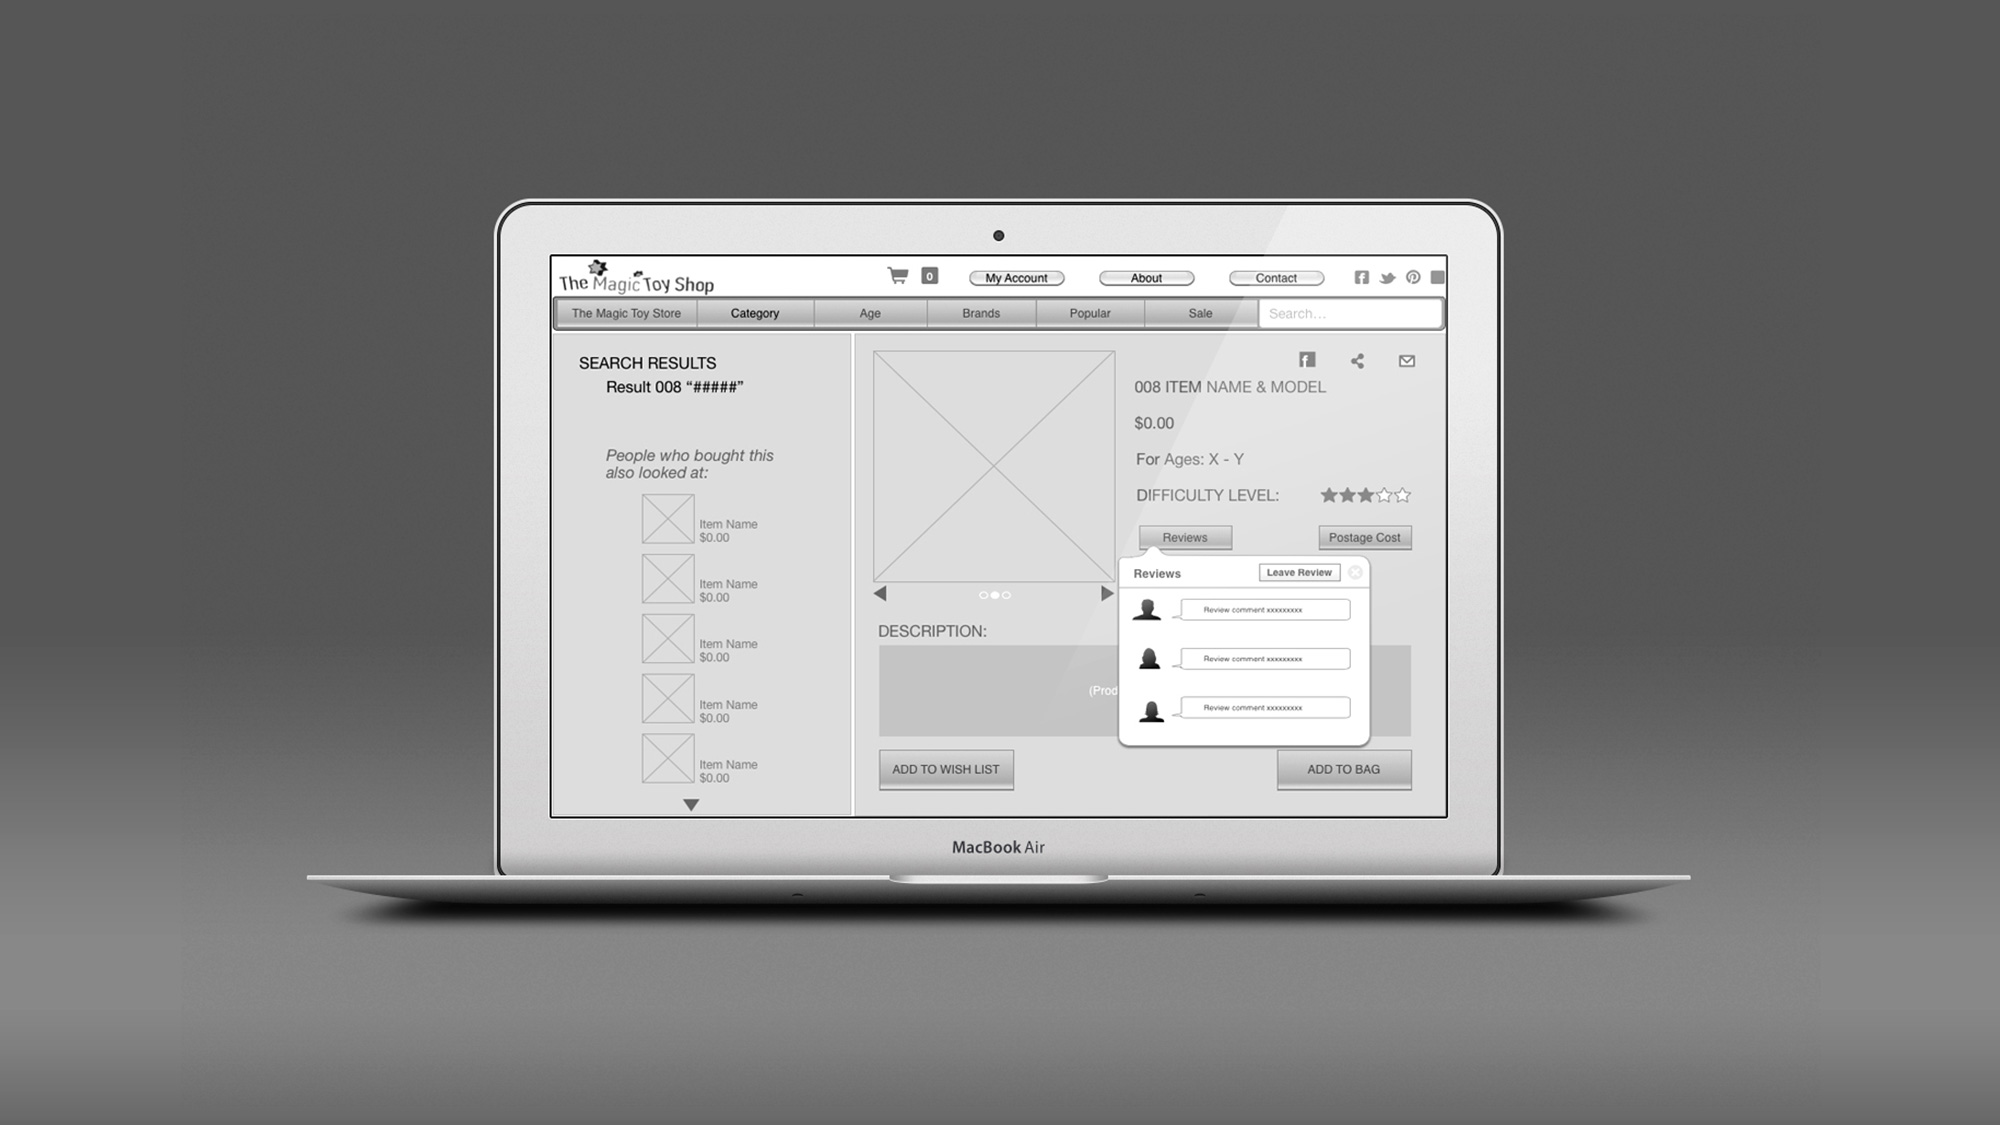 The Magic Toy Shop
0
My Account
About
Contact
The Magic Toy Store
Category
Age
Brands
Popular
Sale
Search...
SEARCH RESULTS
Result 008 “#####”
People who bought this
also looked at:
Item Name
$0.00
Item Name
$0.00
Item Name
$0.00
Item Name
$0.00
Item Name
$0.00
008 ITEM NAME & MODEL
$0.00
For Ages: X - Y
DIFFICULTY LEVEL:
Reviews
Postage Cost
Reviews
Leave Review
Review comment xxxxxxxxx
Review comment xxxxxxxxx
Review comment xxxxxxxxx
DESCRIPTION:
(Prod
ADD TO WISH LIST
ADD TO BAG
MacBook Air